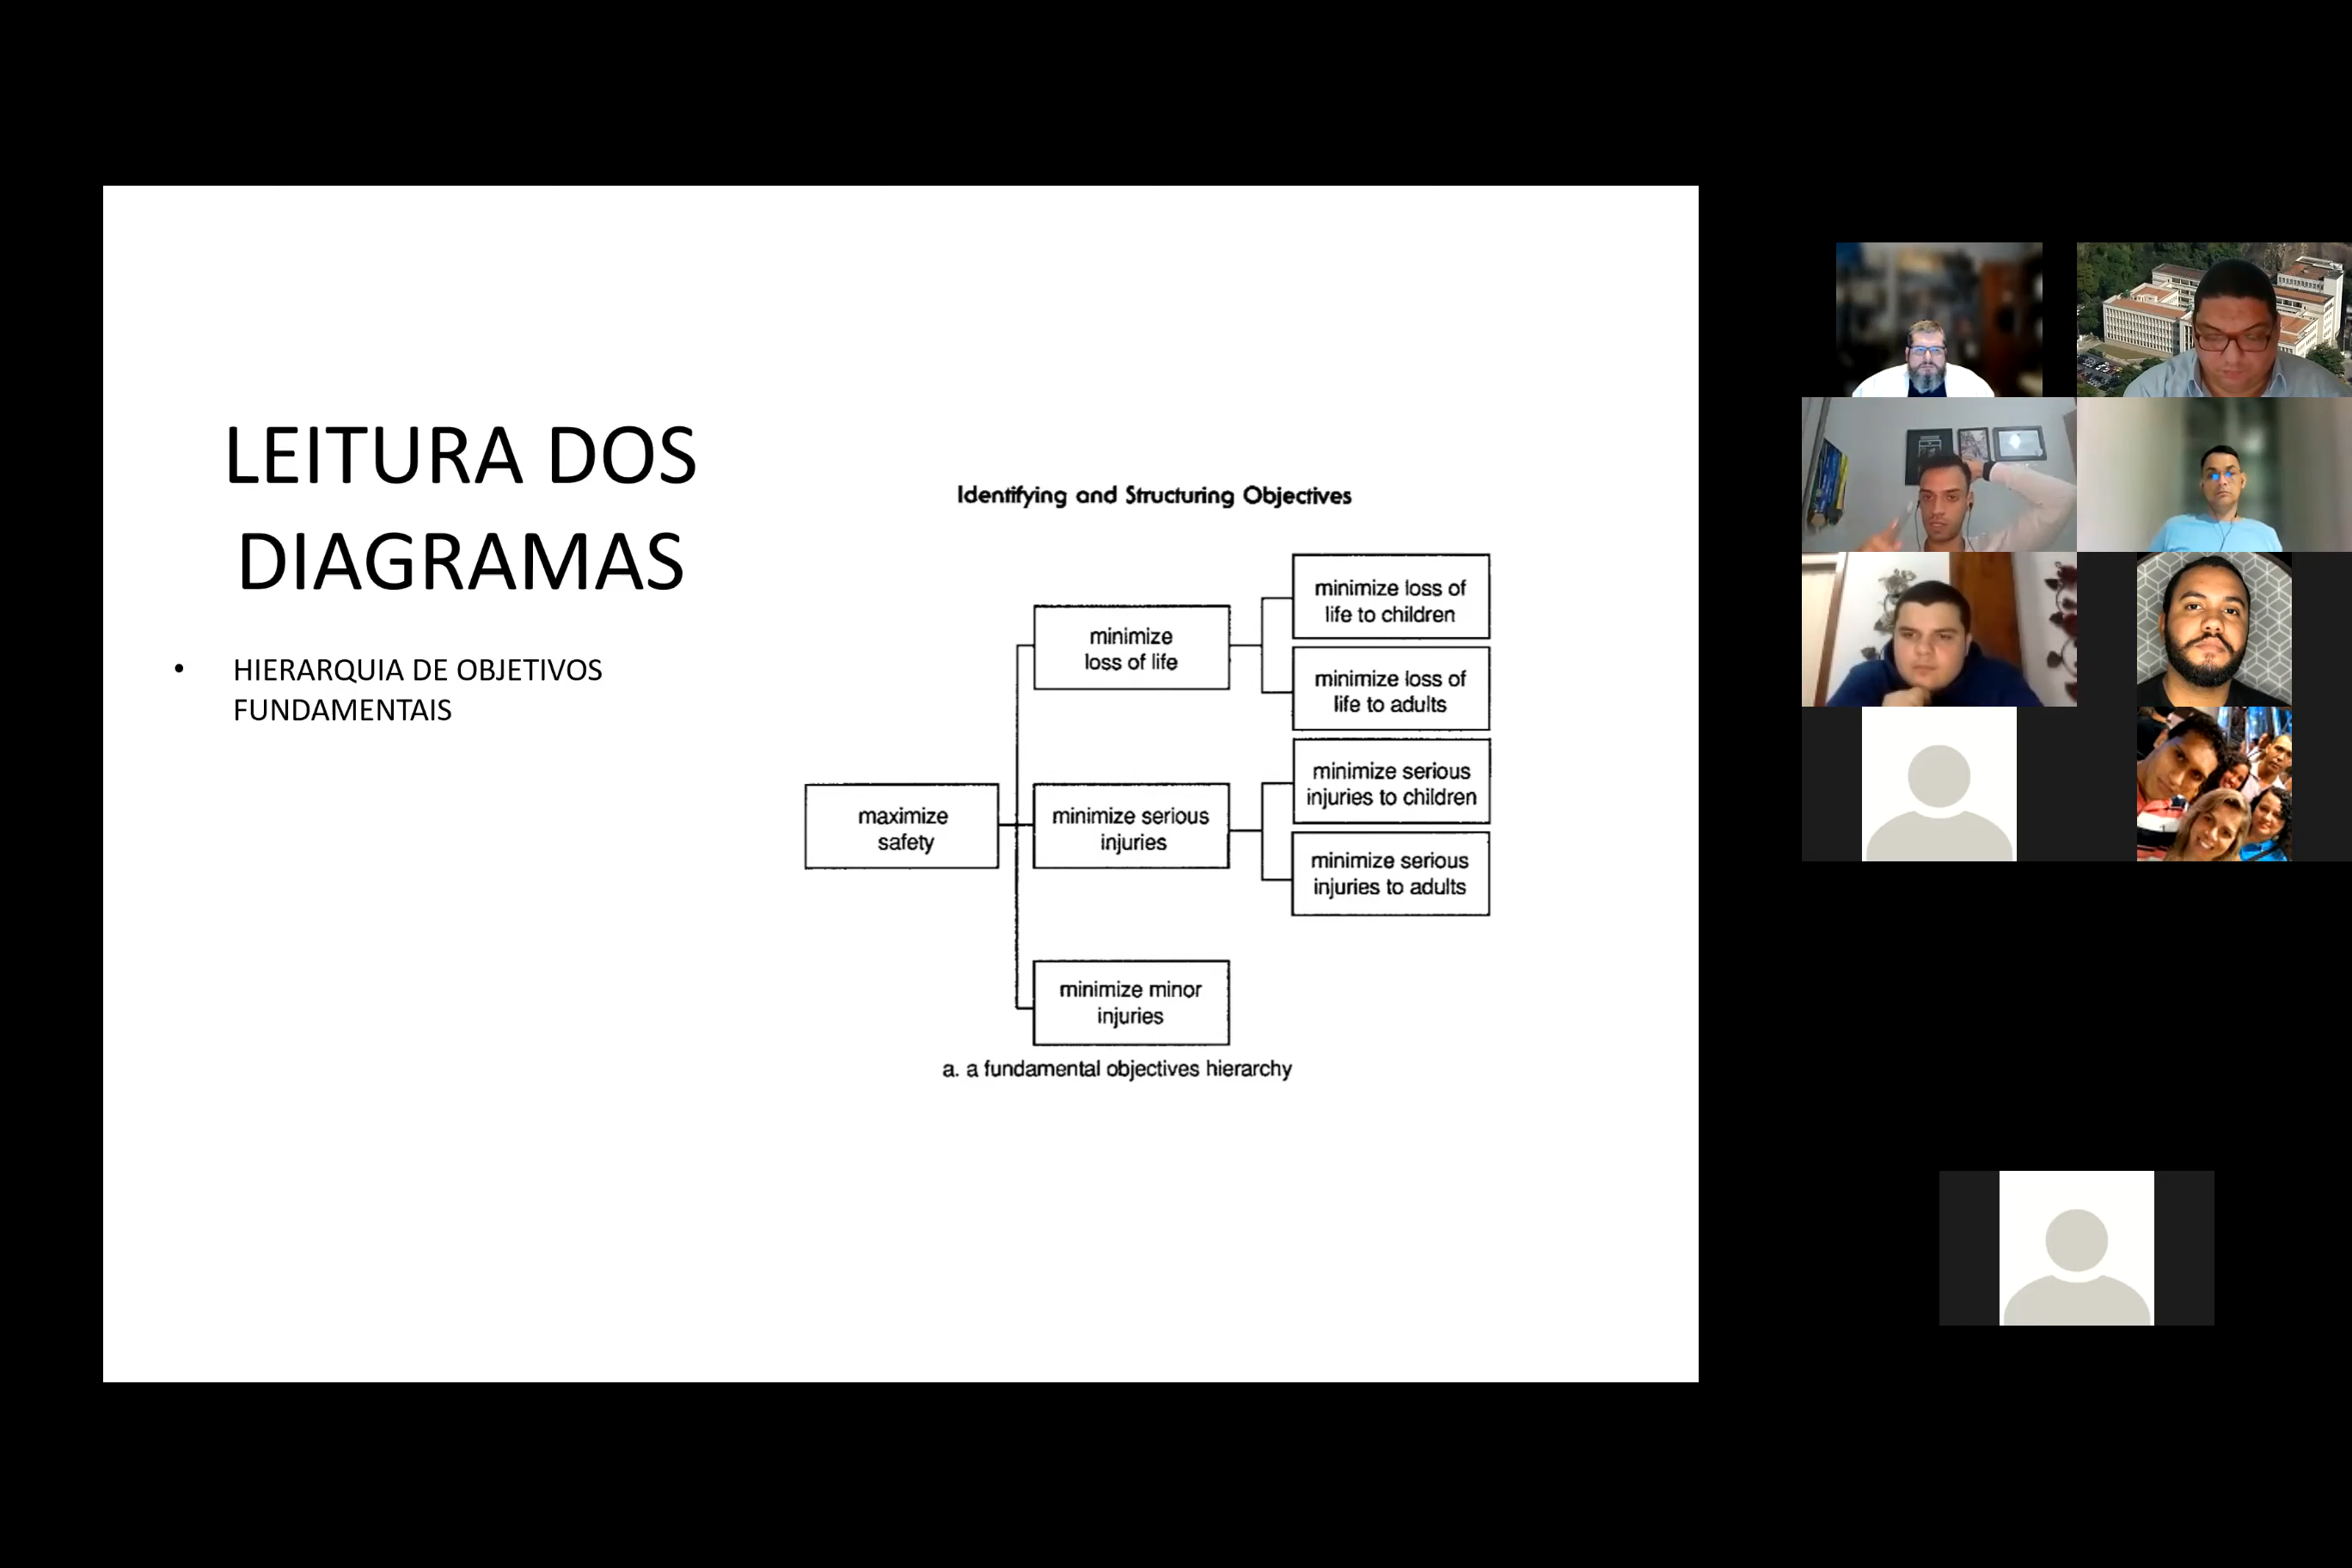 LEITURA DOS
DIAGRAMAS
• HIERARQUIA DE OBJETIVOS
FUNDAMENTAIS
Identifying and Structuring Objectives
maximize
safety
minimize
loss of life
minimize serious
injuries
minimize minor
injuries
minimize loss of
life to children
minimize loss of
life to adults
minimize serious
injuries to children
minimize serious
injuries to adults
a. a fundamental objectives hierarchy